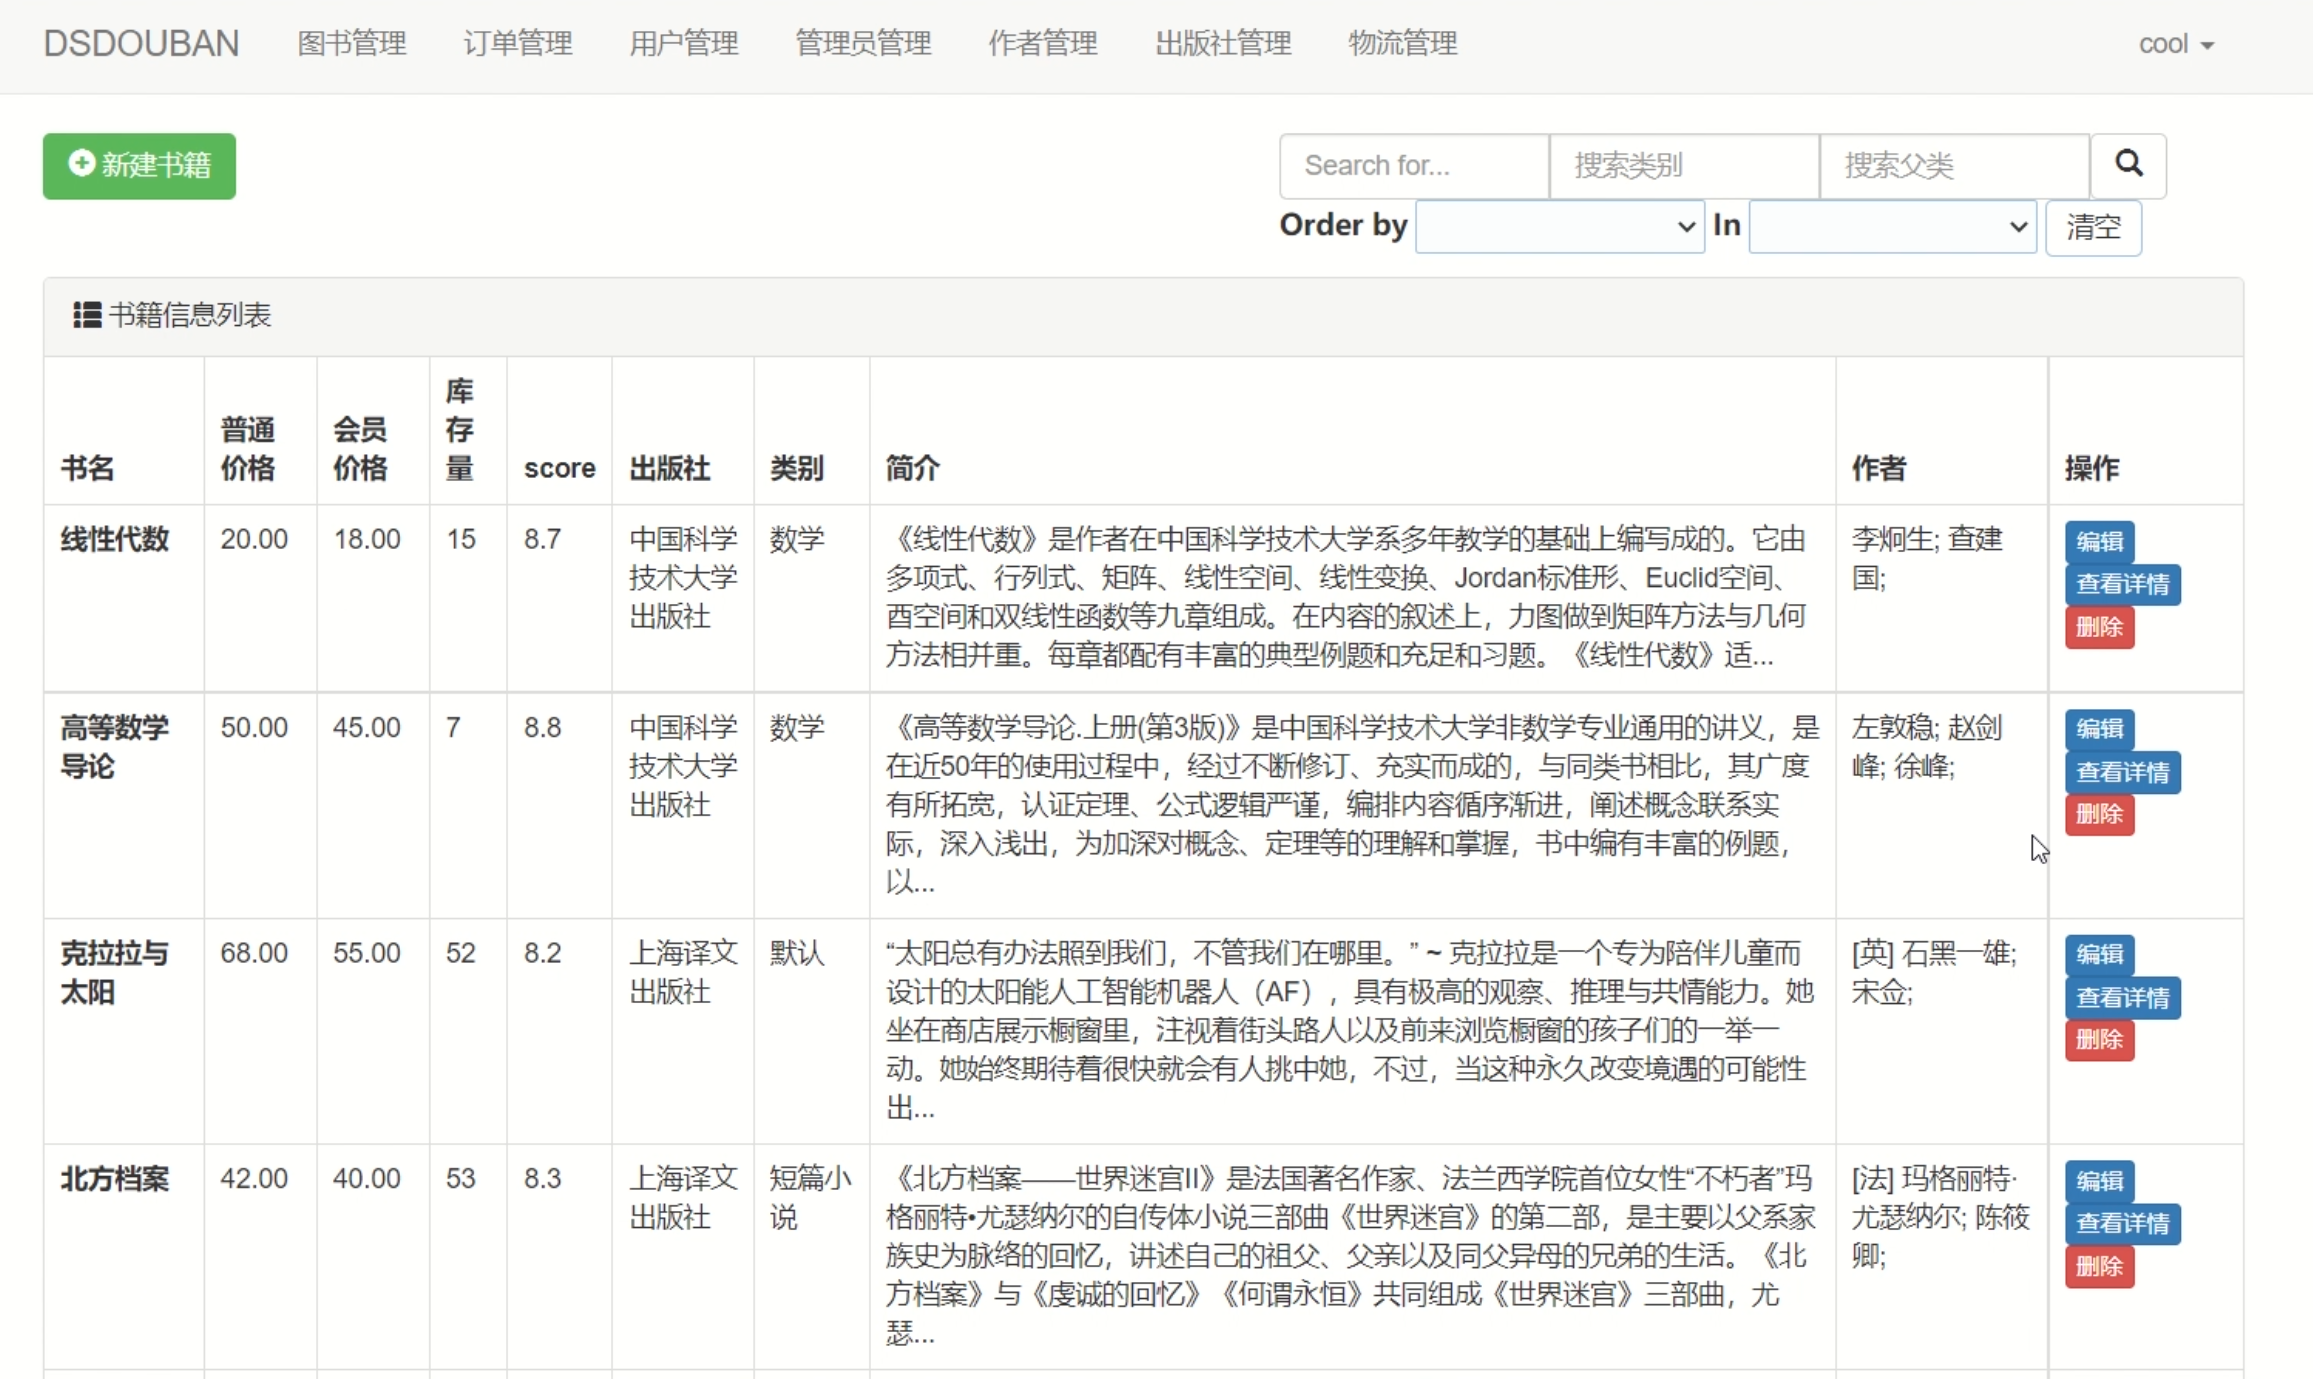 DSDOUBAN 图书管理 订单管理 用户管理 管理员管理 作者管理 出版社管理 物流管理 cool
新建书籍 Search for... 搜索类别 搜索父类
Order by In 清空
书籍信息列表
书名 普通价格 会员价格 库存量 score 出版社 类别 简介 作者 操作
线性代数 20.00 18.00 15 8.7
中国科学
技术大学
出版社
数学
《线性代数》是作者在中国科学技术大学系多年教学的基础上编写成的。它由
多项式、行列式、矩阵、线性空间、线性变换、Jordan标准形、Euclid空间、
酉空间和双线性函数等九章组成。在内容的叙述上，力图做到矩阵方法与几何
方法相并重。每章都配有丰富的典型例题和充足和习题。《线性代数》适...
李炯生; 查建
国;
编辑
查看详情
删除
高等数学
导论
50.00 45.00 7 8.8
中国科学
技术大学
出版社
数学
《高等数学导论.上册(第3版)》是中国科学技术大学非数学专业通用的讲义，是
在近50年的使用过程中，经过不断修订、充实而成的，与同类书相比，其广度
有所拓宽，认证定理、公式逻辑严谨，编排内容循序渐进，阐述概念联系实
际，深入浅出，为加深对概念、定理等的理解和掌握，书中编有丰富的例题，
以...
左敦稳; 赵剑
峰; 徐峰;
编辑
查看详情
删除
克拉拉与
太阳
68.00 55.00 52 8.2
上海译文
出版社
默认
“太阳总有办法照到我们，不管我们在哪里。” ~ 克拉拉是一个专为陪伴儿童而
设计的太阳能人工智能机器人（AF），具有极高的观察、推理与共情能力。她
坐在商店展示橱窗里，注视着街头路人以及前来浏览橱窗的孩子们的一举一
动。她始终期待着很快就会有人挑中她，不过，当这种永久改变境遇的可能性
出...
[英] 石黑一雄;
宋佥;
编辑
查看详情
删除
北方档案 42.00 40.00 53 8.3
上海译文
出版社
短篇小
说
《北方档案——世界迷宫II》是法国著名作家、法兰西学院首位女性“不朽者”玛
格丽特•尤瑟纳尔的自传体小说三部曲《世界迷宫》的第二部，是主要以父系家
族史为脉络的回忆，讲述自己的祖父、父亲以及同父异母的兄弟的生活。《北
方档案》与《虔诚的回忆》《何谓永恒》共同组成《世界迷宫》三部曲，尤
瑟...
[法] 玛格丽特·
尤瑟纳尔; 陈筱
卿;
编辑
查看详情
删除